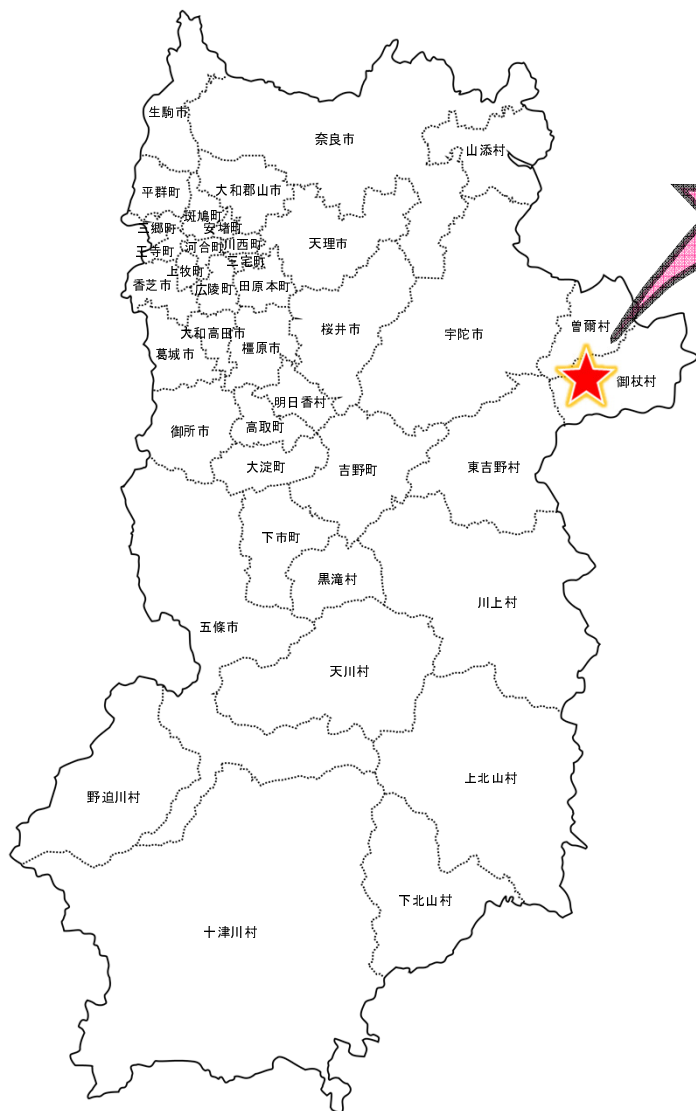 生駒市
奈良市
山添村
平群町
大和郡山市
斑鳩町
三郷町
安堵町
天理市
王寺町
河合町
川西町
三宅町
上牧町
香芝市
広陵町
田原本町
曽爾村
大和高田市
橿原市
桜井市
宇陀市
葛城市
御杖村
明日香村
御所市
高取町
大淀町
吉野町
東吉野村
下市町
黒滝村
川上村
五條市
天川村
上北山村
野迫川村
下北山村
十津川村